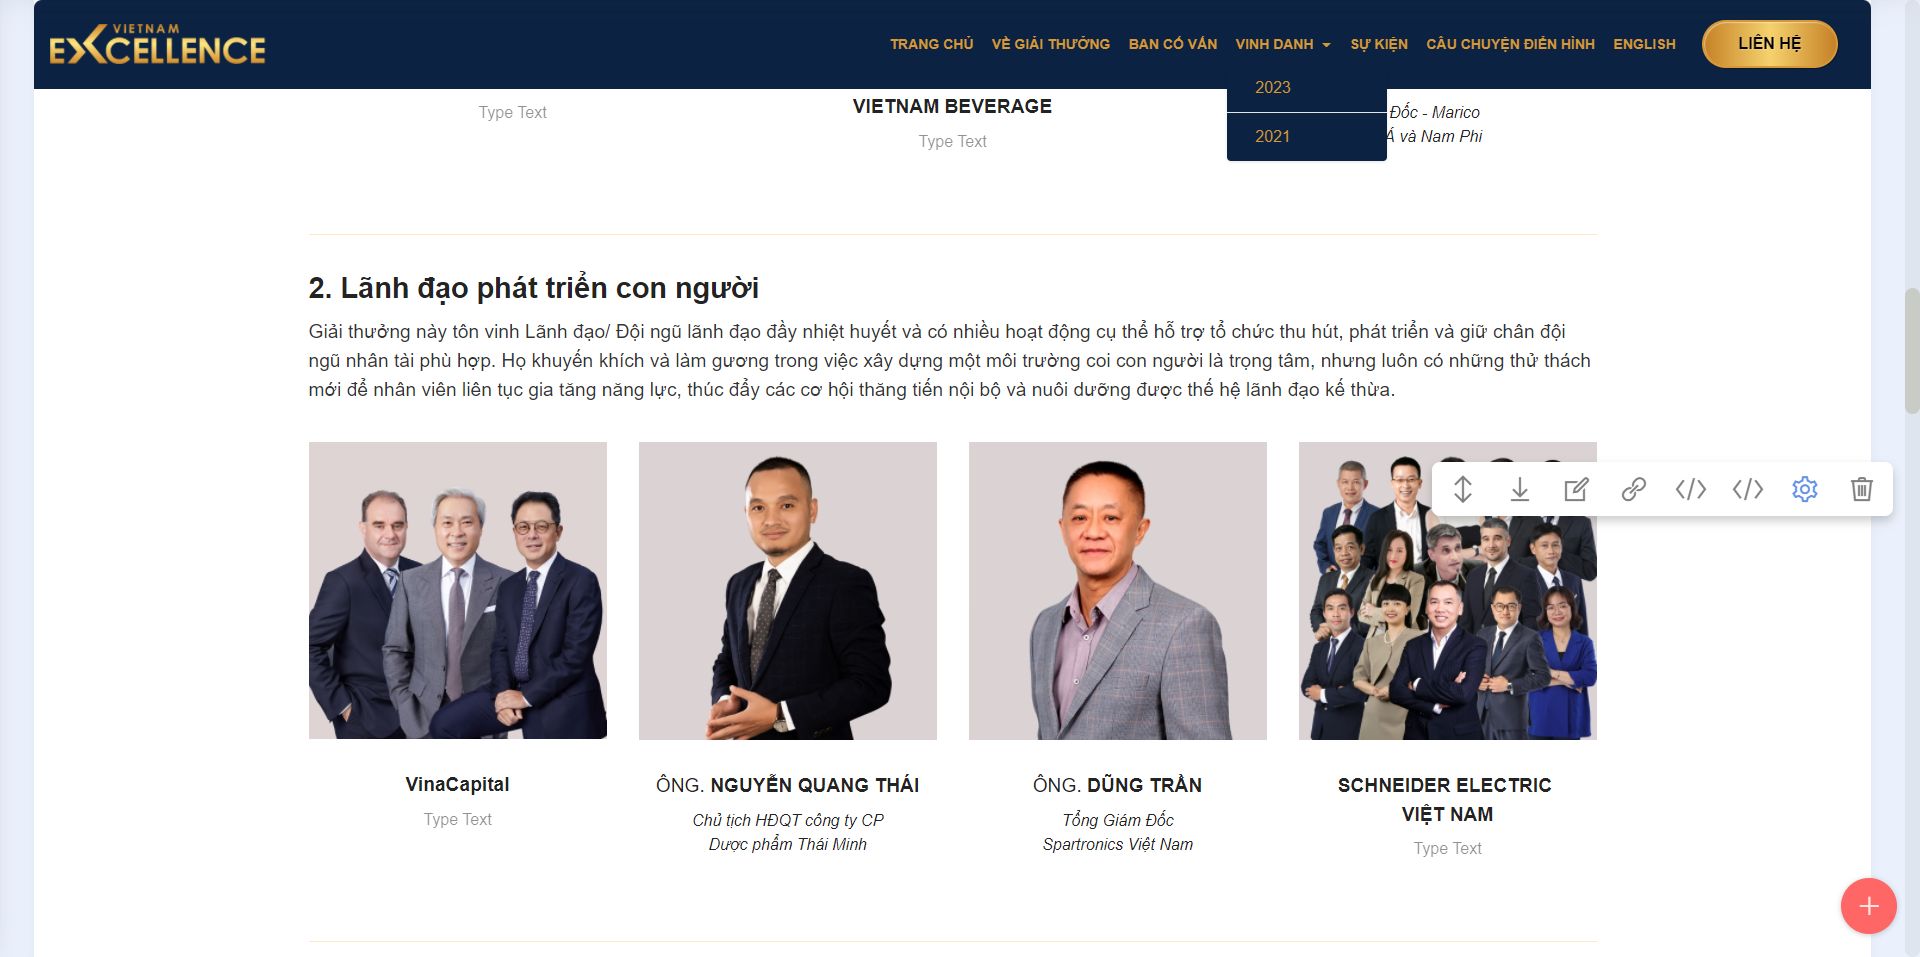 VIETNAM
EXCELLENCE
TRANG CHỦ
VỀ GIẢI THƯỞNG
BAN CỐ VẤN
VINH DANH
SỰ KIỆN
CÂU CHUYỆN ĐIỂN HÌNH
ENGLISH
LIÊN HỆ
2023
2021
Type Text
VIETNAM BEVERAGE
Type Text
Đốc - Marico
Á và Nam Phi
2. Lãnh đạo phát triển con người
Giải thưởng này tôn vinh Lãnh đạo/ Đội ngũ lãnh đạo đầy nhiệt huyết và có nhiều hoạt động cụ thể hỗ trợ tổ chức thu hút, phát triển và giữ chân đội
ngũ nhân tài phù hợp. Họ khuyến khích và làm gương trong việc xây dựng một môi trường coi con người là trọng tâm, nhưng luôn có những thử thách
mới để nhân viên liên tục gia tăng năng lực, thúc đẩy các cơ hội thăng tiến nội bộ và nuôi dưỡng được thế hệ lãnh đạo kế thừa.
VinaCapital
Type Text
ÔNG. NGUYỄN QUANG THÁI
Chủ tịch HĐQT công ty CP
Dược phẩm Thái Minh
ÔNG. DŨNG TRẦN
Tổng Giám Đốc
Spartronics Việt Nam
SCHNEIDER ELECTRIC
VIỆT NAM
Type Text